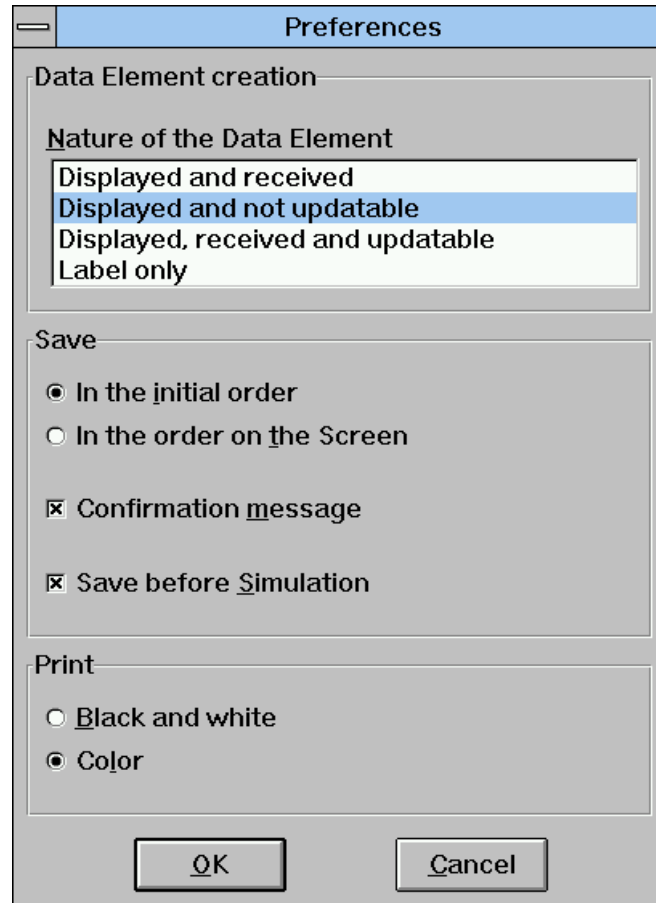 Preferences
Data Element creation
Nature of the Data Element
Displayed and received
Displayed and not updatable
Displayed, received and updatable
Label only
Save
In the initial order
In the order on the Screen
Confirmation message
Save before Simulation
Print
Black and white
Color
OK
Cancel